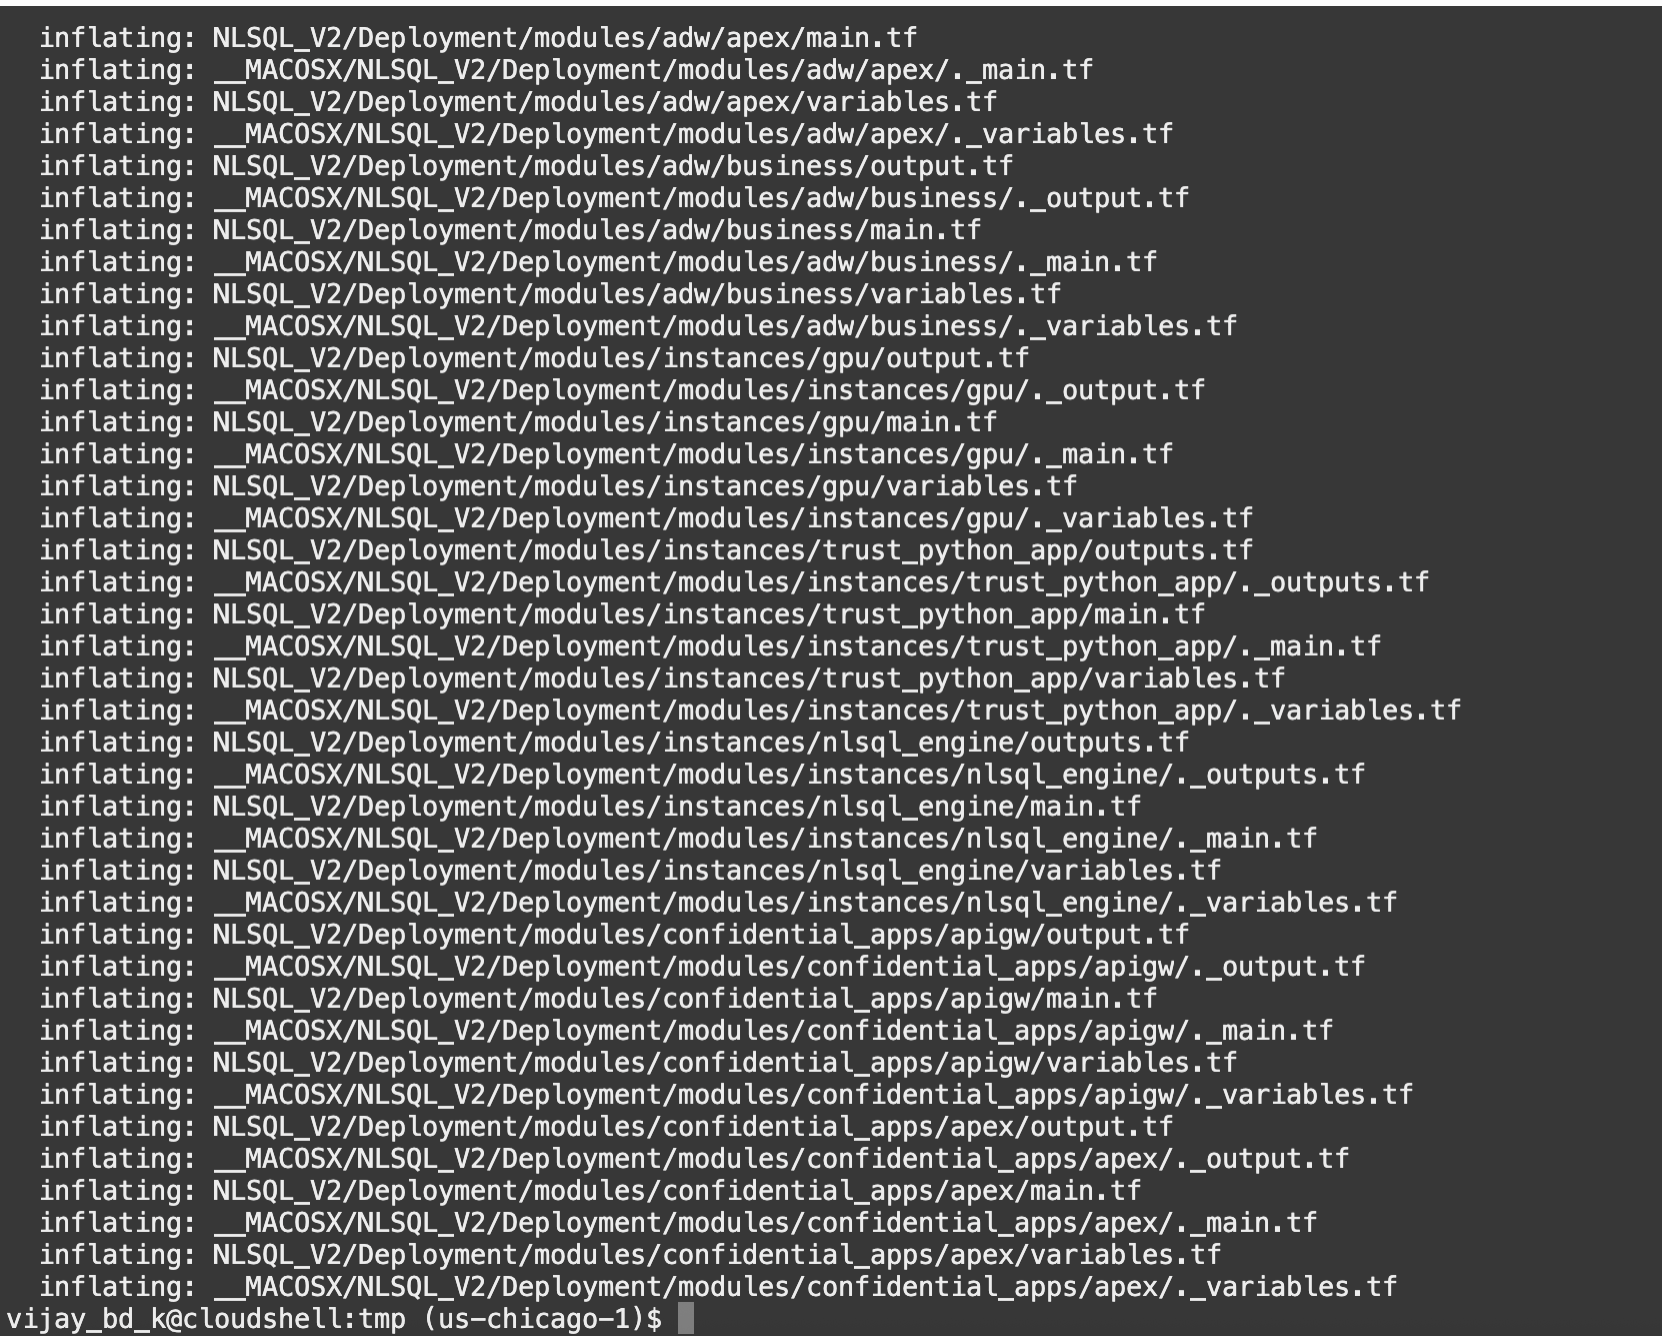 inflating: NLSQL_V2/Deployment/modules/adw/apex/main.tf
inflating: __MACOSX/NLSQL_V2/Deployment/modules/adw/apex/._main.tf
inflating: NLSQL_V2/Deployment/modules/adw/apex/variables.tf
inflating: __MACOSX/NLSQL_V2/Deployment/modules/adw/apex/._variables.tf
inflating: NLSQL_V2/Deployment/modules/adw/business/output.tf
inflating: __MACOSX/NLSQL_V2/Deployment/modules/adw/business/._output.tf
inflating: NLSQL_V2/Deployment/modules/adw/business/main.tf
inflating: __MACOSX/NLSQL_V2/Deployment/modules/adw/business/._main.tf
inflating: NLSQL_V2/Deployment/modules/adw/business/variables.tf
inflating: __MACOSX/NLSQL_V2/Deployment/modules/adw/business/._variables.tf
inflating: NLSQL_V2/Deployment/modules/instances/gpu/output.tf
inflating: __MACOSX/NLSQL_V2/Deployment/modules/instances/gpu/._output.tf
inflating: NLSQL_V2/Deployment/modules/instances/gpu/main.tf
inflating: __MACOSX/NLSQL_V2/Deployment/modules/instances/gpu/._main.tf
inflating: NLSQL_V2/Deployment/modules/instances/gpu/variables.tf
inflating: __MACOSX/NLSQL_V2/Deployment/modules/instances/gpu/._variables.tf
inflating: NLSQL_V2/Deployment/modules/instances/trust_python_app/outputs.tf
inflating: __MACOSX/NLSQL_V2/Deployment/modules/instances/trust_python_app/._outputs.tf
inflating: NLSQL_V2/Deployment/modules/instances/trust_python_app/main.tf
inflating: __MACOSX/NLSQL_V2/Deployment/modules/instances/trust_python_app/._main.tf
inflating: NLSQL_V2/Deployment/modules/instances/trust_python_app/variables.tf
inflating: __MACOSX/NLSQL_V2/Deployment/modules/instances/trust_python_app/._variables.tf
inflating: NLSQL_V2/Deployment/modules/instances/nlsql_engine/outputs.tf
inflating: __MACOSX/NLSQL_V2/Deployment/modules/instances/nlsql_engine/._outputs.tf
inflating: NLSQL_V2/Deployment/modules/instances/nlsql_engine/main.tf
inflating: __MACOSX/NLSQL_V2/Deployment/modules/instances/nlsql_engine/._main.tf
inflating: NLSQL_V2/Deployment/modules/instances/nlsql_engine/variables.tf
inflating: __MACOSX/NLSQL_V2/Deployment/modules/instances/nlsql_engine/._variables.tf
inflating: NLSQL_V2/Deployment/modules/confidential_apps/apigw/output.tf
inflating: __MACOSX/NLSQL_V2/Deployment/modules/confidential_apps/apigw/._output.tf
inflating: NLSQL_V2/Deployment/modules/confidential_apps/apigw/main.tf
inflating: __MACOSX/NLSQL_V2/Deployment/modules/confidential_apps/apigw/._main.tf
inflating: NLSQL_V2/Deployment/modules/confidential_apps/apigw/variables.tf
inflating: __MACOSX/NLSQL_V2/Deployment/modules/confidential_apps/apigw/._variables.tf
inflating: NLSQL_V2/Deployment/modules/confidential_apps/apex/output.tf
inflating: __MACOSX/NLSQL_V2/Deployment/modules/confidential_apps/apex/._output.tf
inflating: NLSQL_V2/Deployment/modules/confidential_apps/apex/main.tf
inflating: __MACOSX/NLSQL_V2/Deployment/modules/confidential_apps/apex/._main.tf
inflating: NLSQL_V2/Deployment/modules/confidential_apps/apex/variables.tf
inflating: __MACOSX/NLSQL_V2/Deployment/modules/confidential_apps/apex/._variables.tf
vijay_bd_k@cloudshell:tmp (us-chicago-1)$